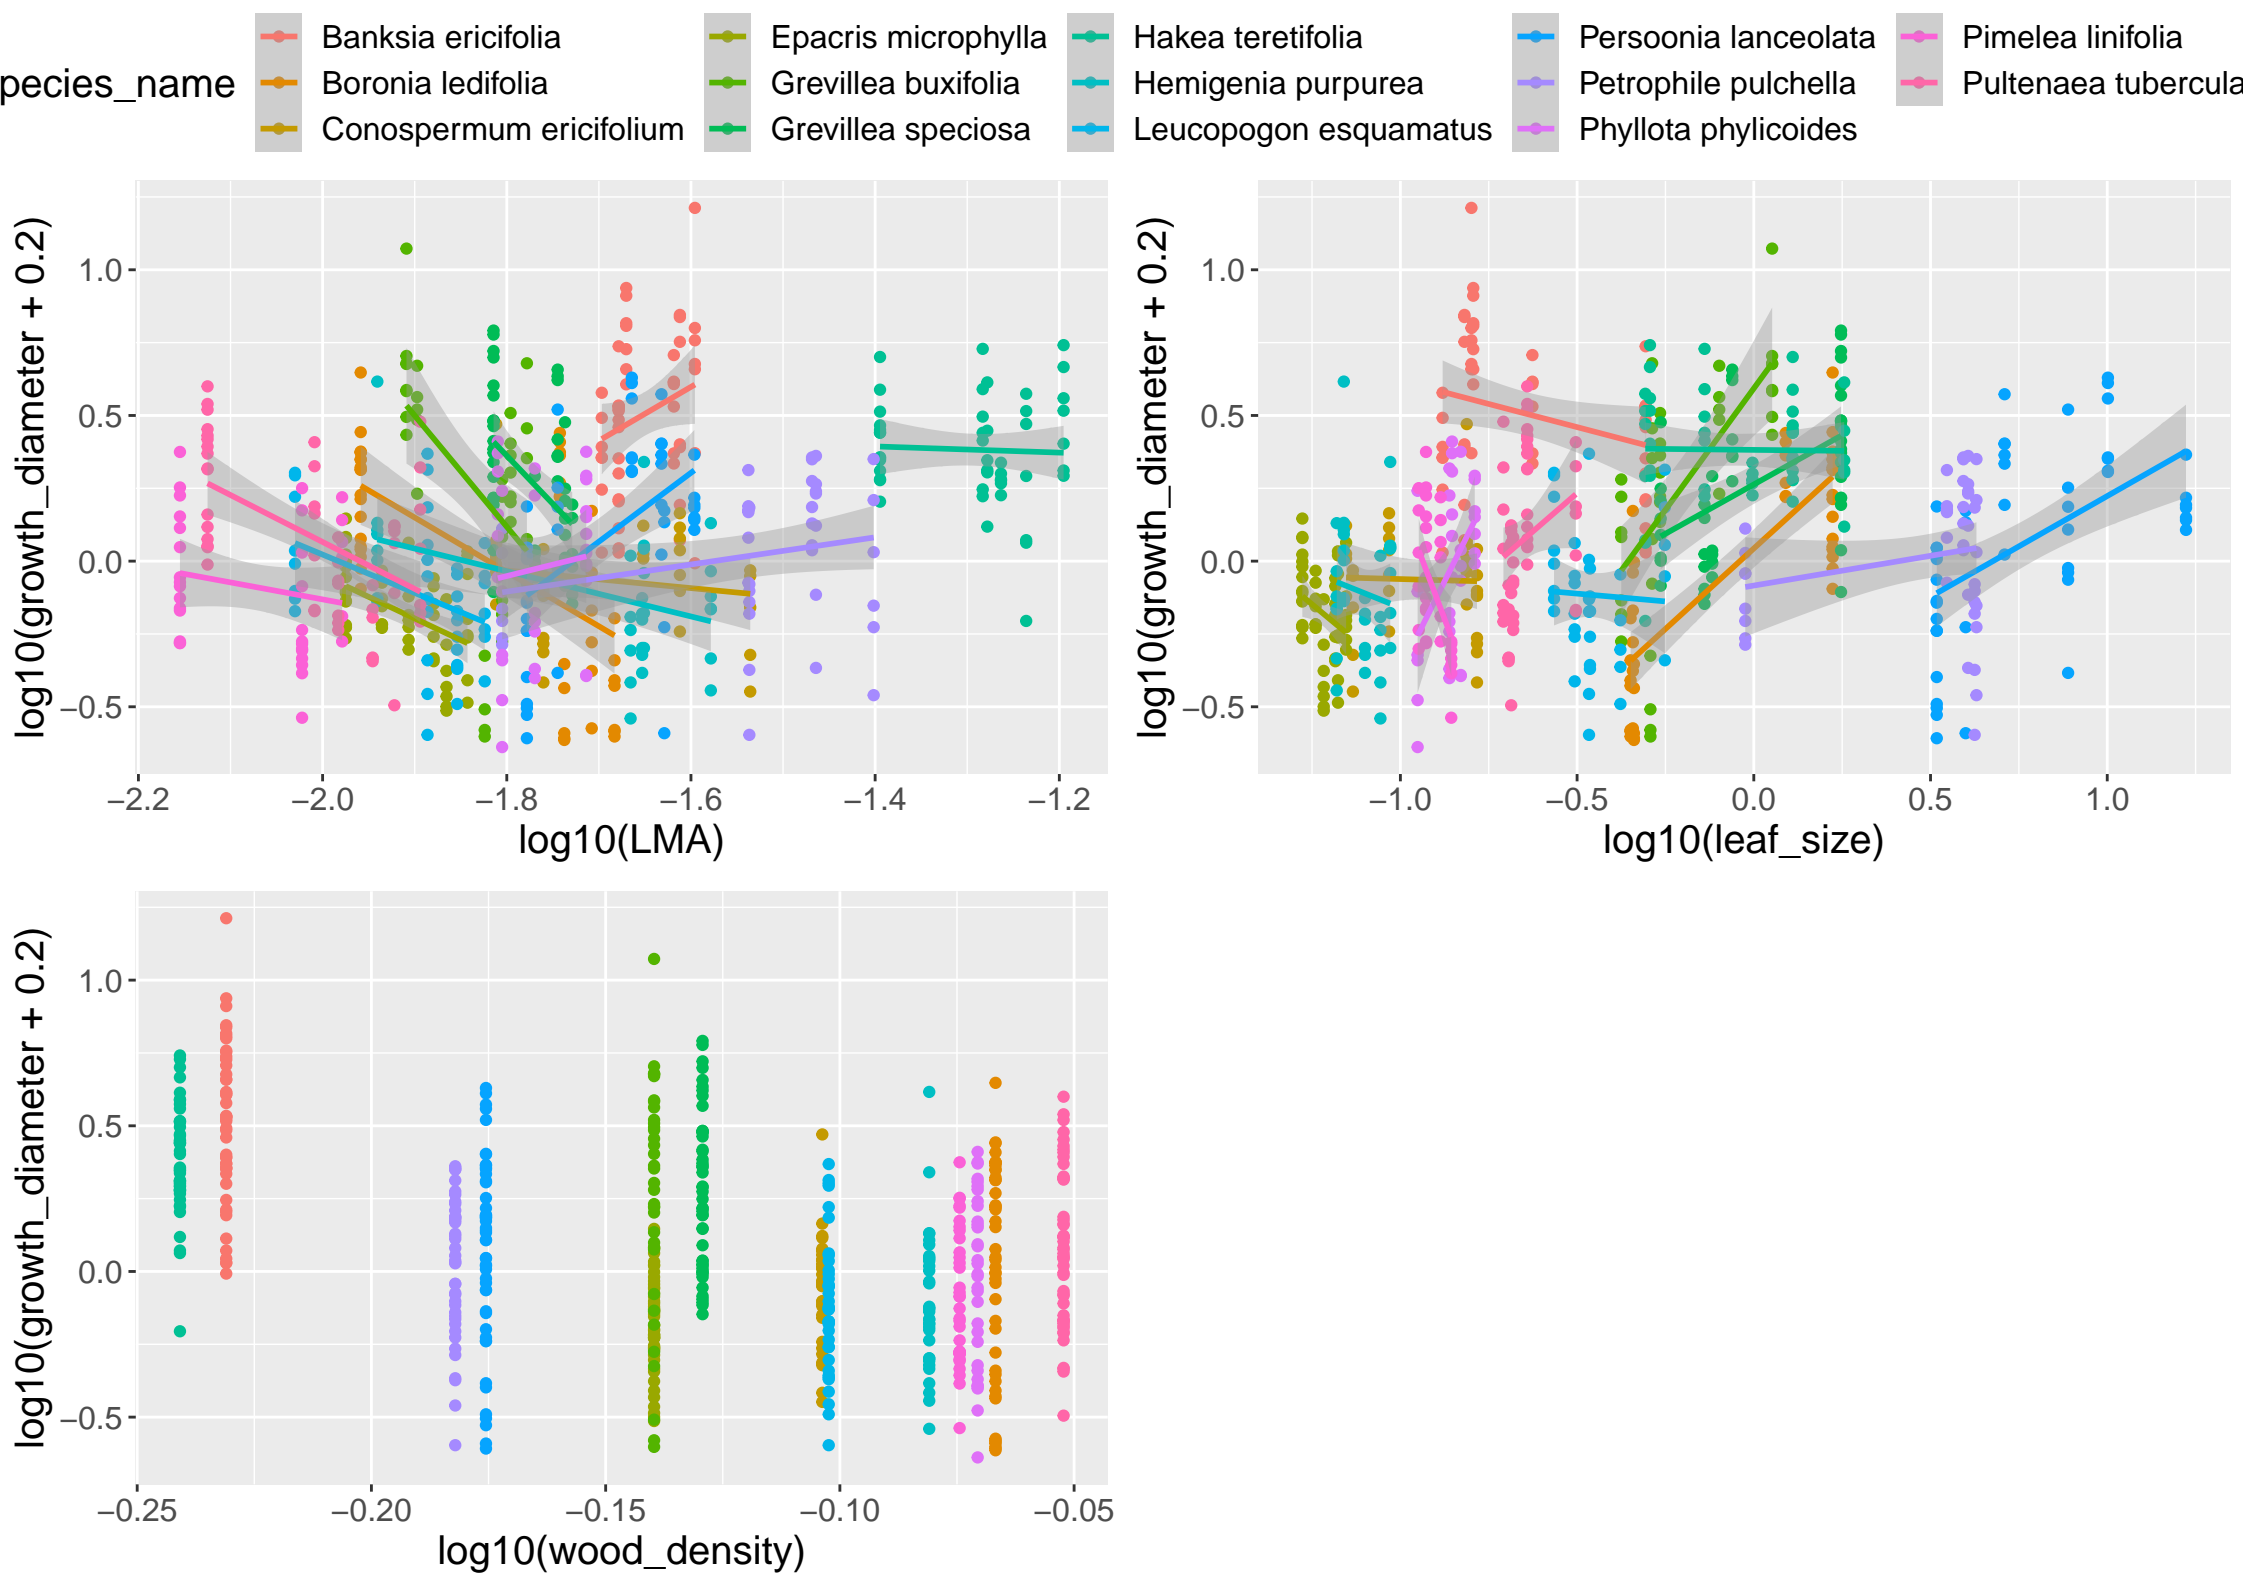 pecies_name
Banksia ericifolia
Boronia ledifolia
Conospermum ericifolium
Epacris microphylla
Grevillea buxifolia
Grevillea speciosa
Hakea teretifolia
Hemigenia purpurea
Leucopogon esquamatus
Persoonia lanceolata
Petrophile pulchella
Phyllota phylicoides
Pimelea linifolia
Pultenaea tubercula
log10(growth_diameter + 0.2)
1.0
0.5
0.0
−0.5
−2.2 −2.0 −1.8 −1.6 −1.4 −1.2
log10(LMA)
log10(growth_diameter + 0.2)
1.0
0.5
0.0
−0.5
−1.0 −0.5 0.0 0.5 1.0
log10(leaf_size)
log10(growth_diameter + 0.2)
1.0
0.5
0.0
−0.5
−0.25 −0.20 −0.15 −0.10 −0.05
log10(wood_density)